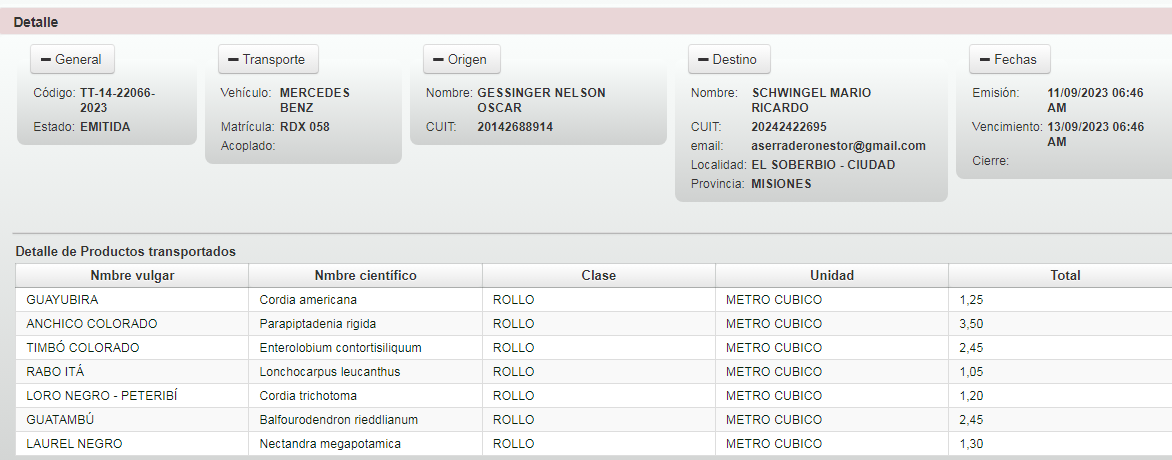 Detalle
General
Código: TT-14-22066-
2023
Estado: EMITIDA
Transporte
Vehículo: MERCEDES
BENZ
Matrícula: RDX 058
Acoplado:
Origen
Nombre: GESSINGER NELSON
OSCAR
CUIT: 20142688914
Destino
Nombre: SCHWINGEL MARIO
RICARDO
CUIT: 20242422695
email: aserraderonestor@gmail.com
Localidad: EL SOBERBIO - CIUDAD
Provincia: MISIONES
Fechas
Emisión: 11/09/2023 06:46
AM
Vencimiento: 13/09/2023 06:46
AM
Cierre:
Detalle de Productos transportados
Nmbre vulgar Nmbre científico Clase Unidad Total
GUAYUBIRA Cordia americana ROLLO METRO CUBICO 1,25
ANCHICO COLORADO Parapiptadenia rigida ROLLO METRO CUBICO 3,50
TIMBÓ COLORADO Enterolobium contortisiliquum ROLLO METRO CUBICO 2,45
RABO ITÁ Lonchocarpus leucanthus ROLLO METRO CUBICO 1,05
LORO NEGRO - PETERIBÍ Cordia trichotoma ROLLO METRO CUBICO 1,20
GUATAMBÚ Balfourodendron rieddlianum ROLLO METRO CUBICO 2,45
LAUREL NEGRO Nectandra megapotamica ROLLO METRO CUBICO 1,30